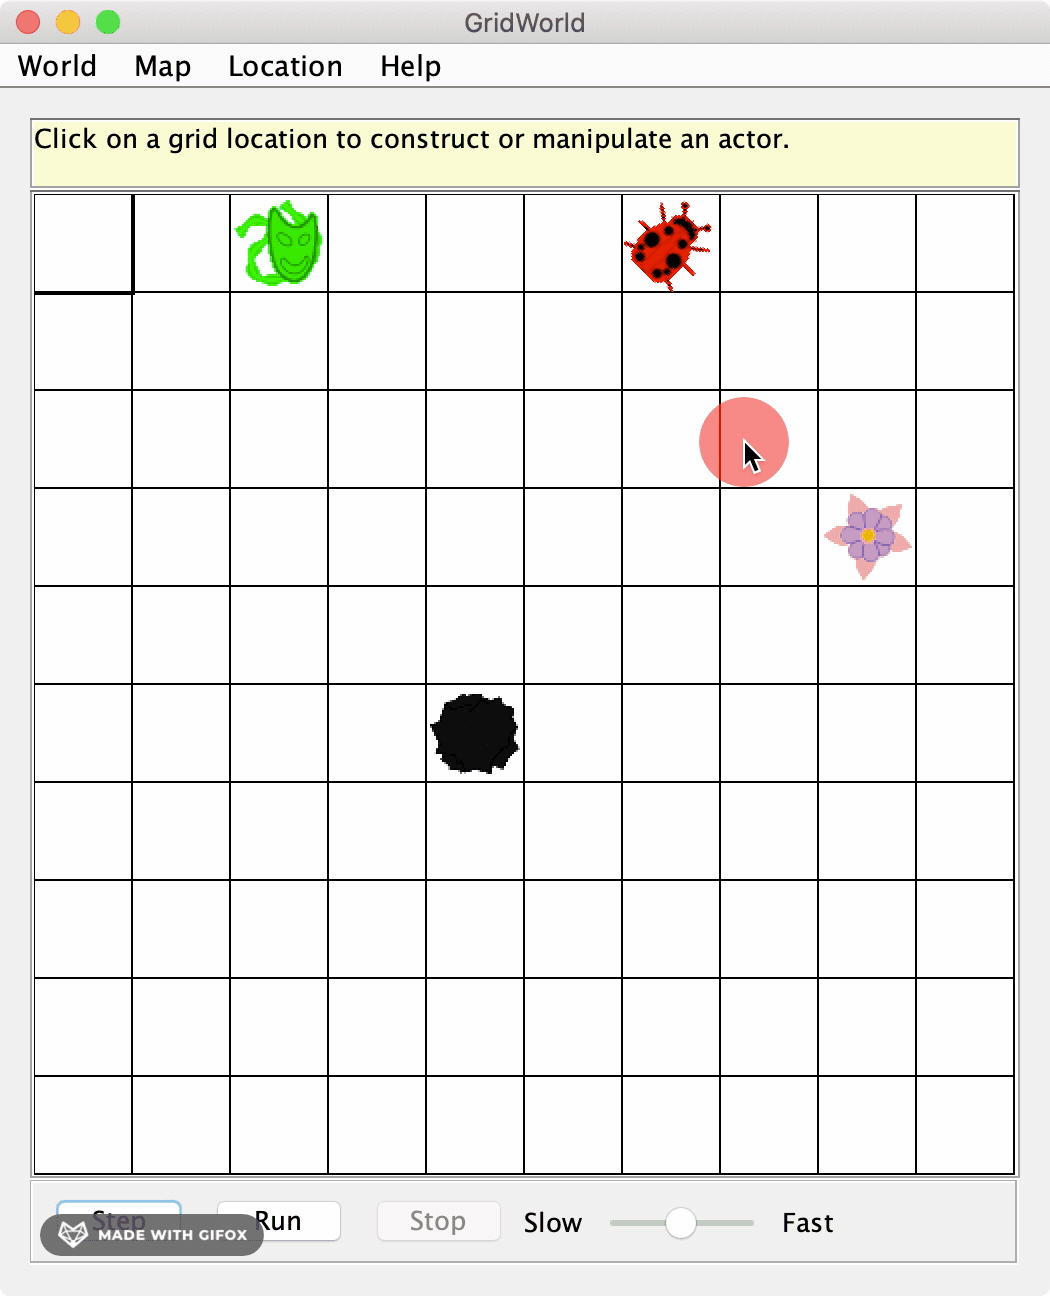 GridWorld
World Map Location Help
Click on a grid location to construct or manipulate an actor.
Step Run Stop Slow Fast
MADE WITH GIFOX